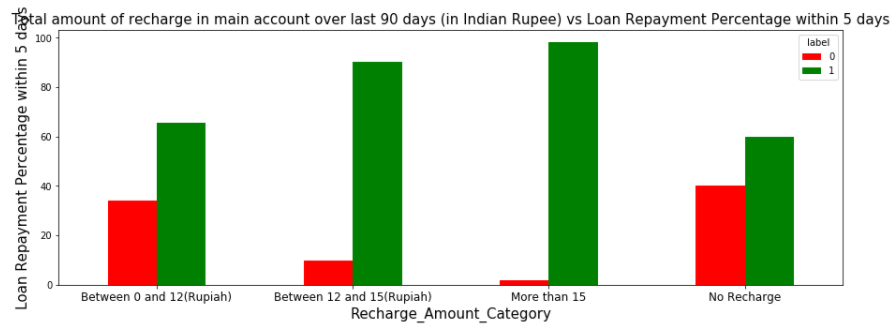 Total amount of recharge in main account over last 90 days (in Indian Rupee) vs Loan Repayment Percentage within 5 days
Loan Repayment Percentage within 5 days
100
80
60
40
20
0
label
0
1
Between 0 and 12(Rupiah)
Between 12 and 15(Rupiah)
More than 15
No Recharge
Recharge_Amount_Category